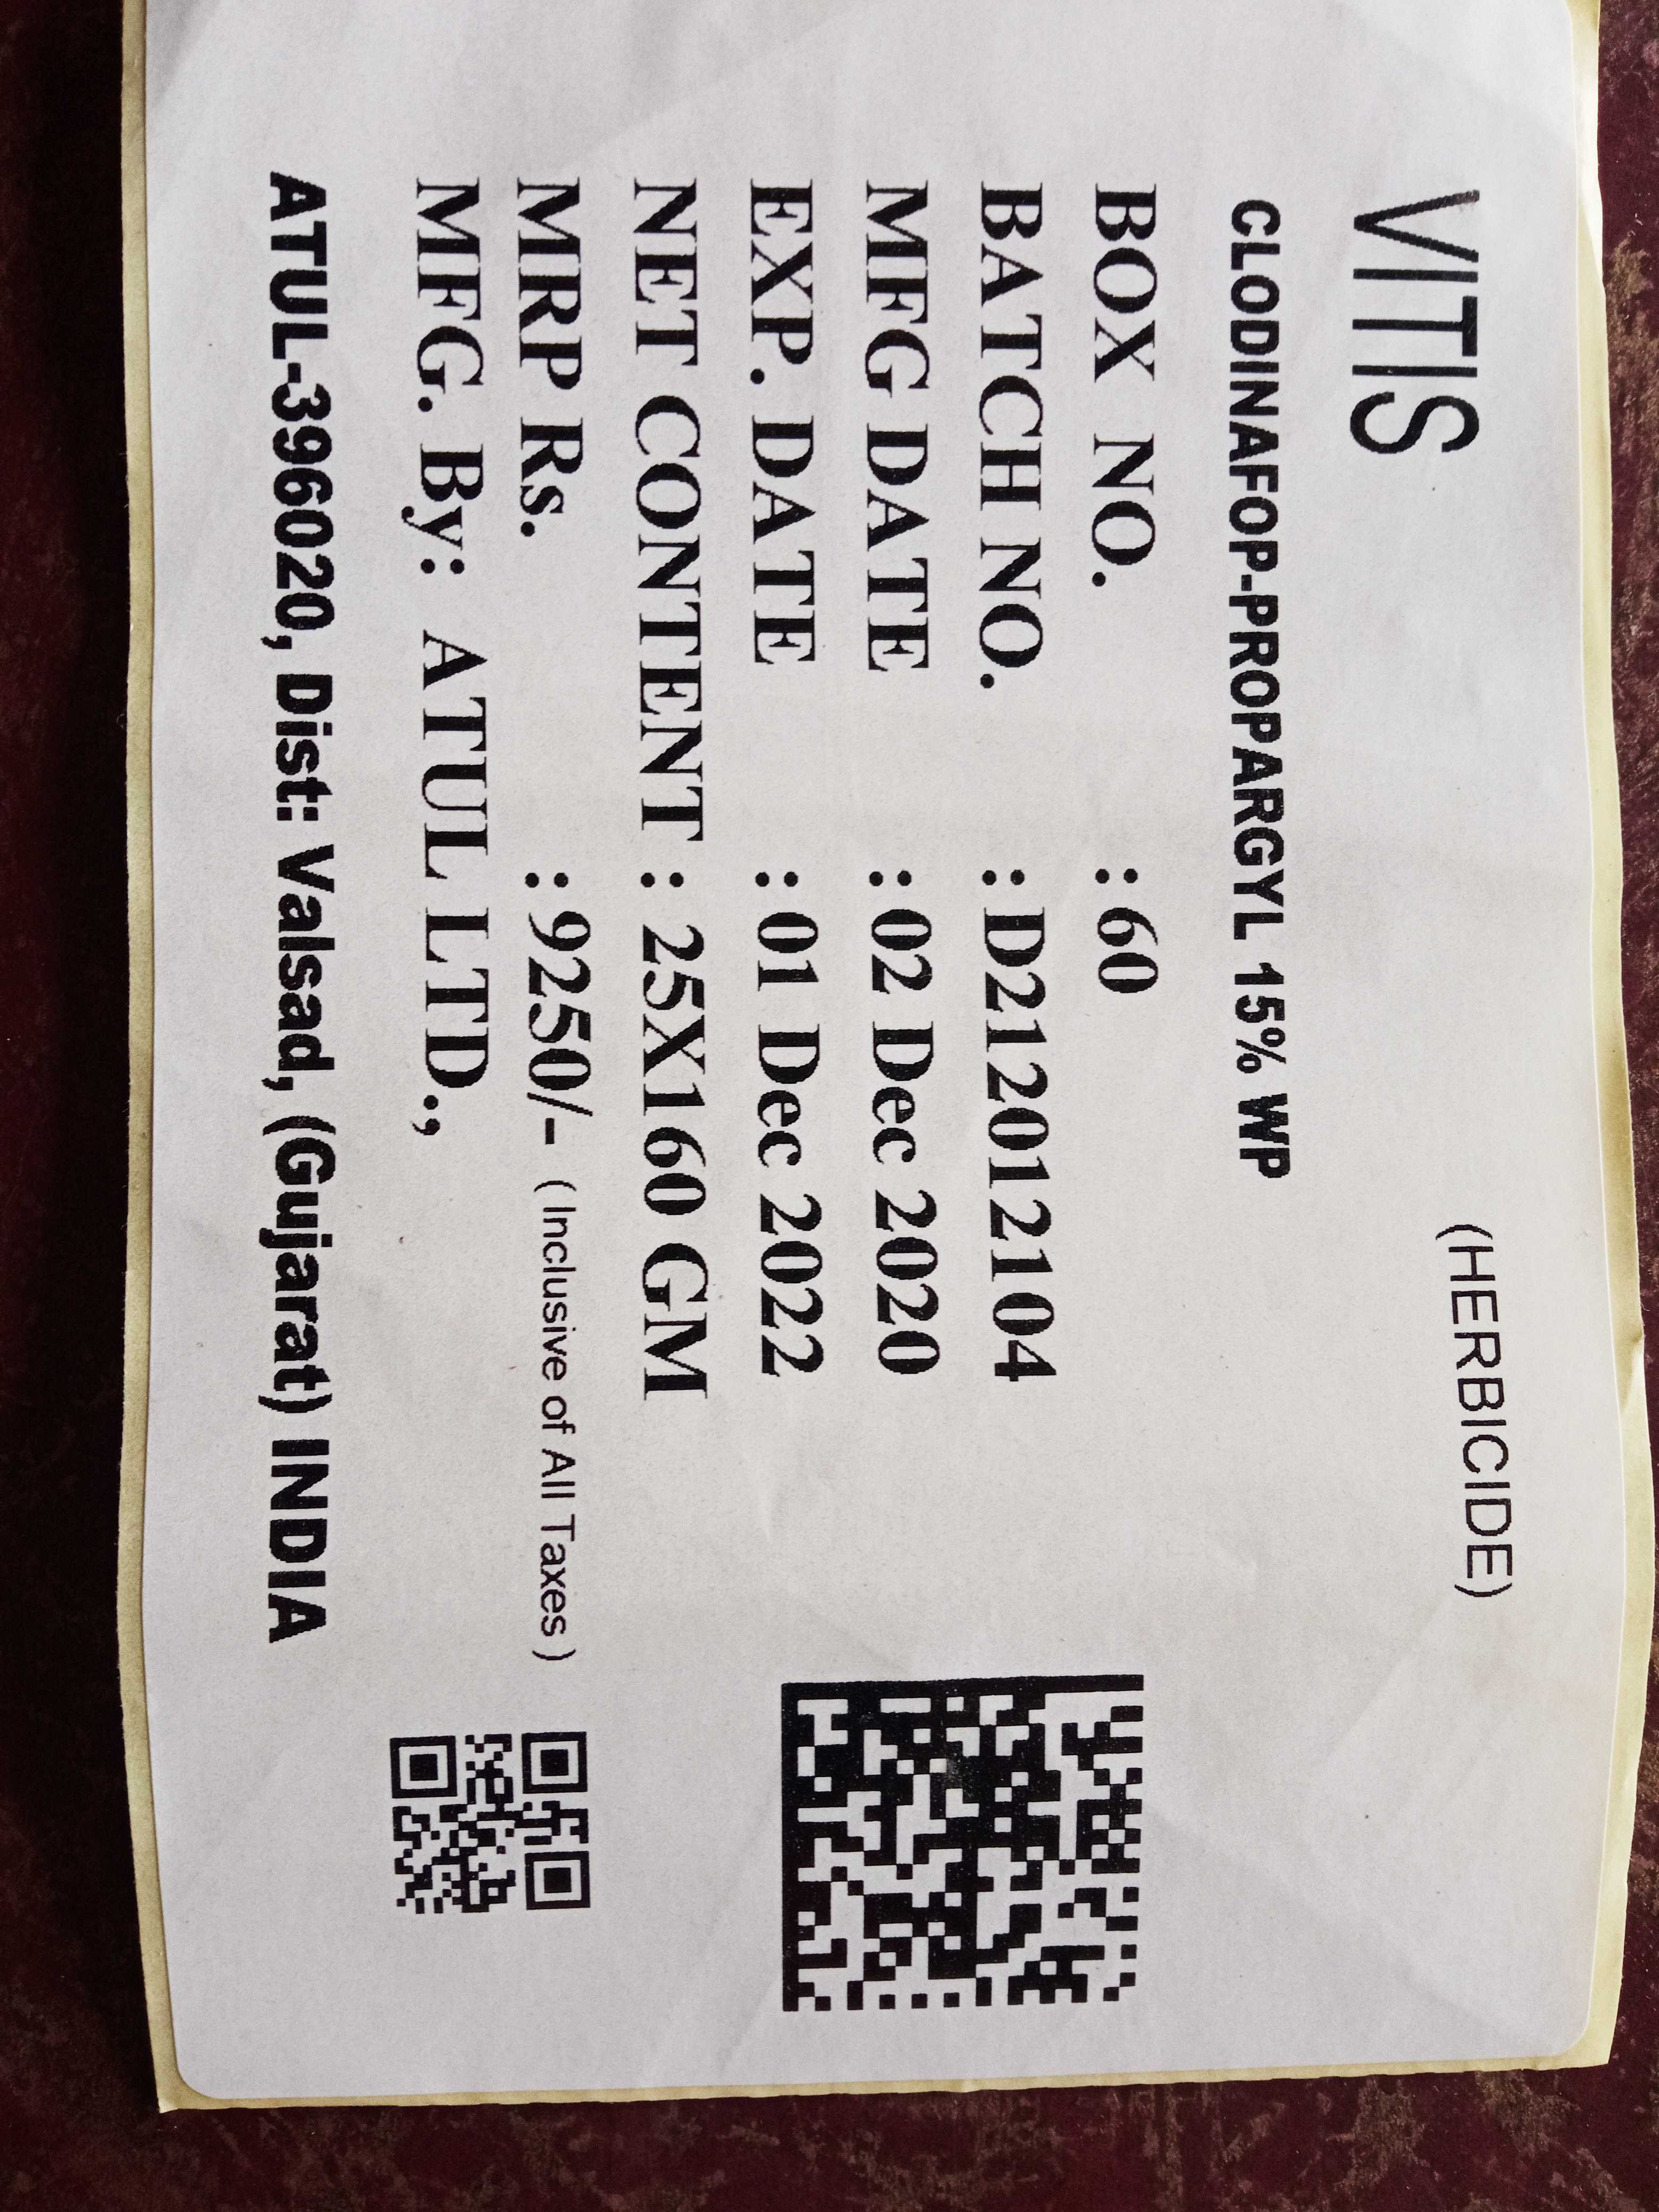 VITIS
(HERBICIDE)
CLODINAFOP-PROPARGYL 15% WP
BOX NO. : 60
BATCH NO. : D212012104
MFG DATE : 02 Dec 2020
EXP. DATE : 01 Dec 2022
NET CONTENT : 25X160 GM
MRP Rs. : 9250/- (Inclusive of All Taxes)
MFG. By: ATUL LTD.,
ATUL-396020, Dist: Valsad, (Gujarat) INDIA